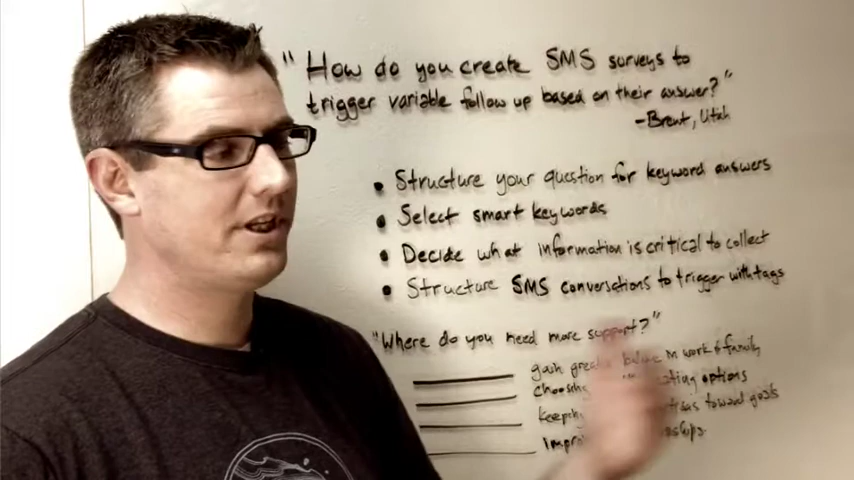 "How do you create SMS surveys to
trigger variable follow up based on their answer?"
-Brent, Utah
• Structure your question for keyword answers
• Select smart keywords
• Decide what information is critical to collect
• Structure SMS conversations to trigger with tags
"Where do you need more support?"
gain in work & family
options
toward goals